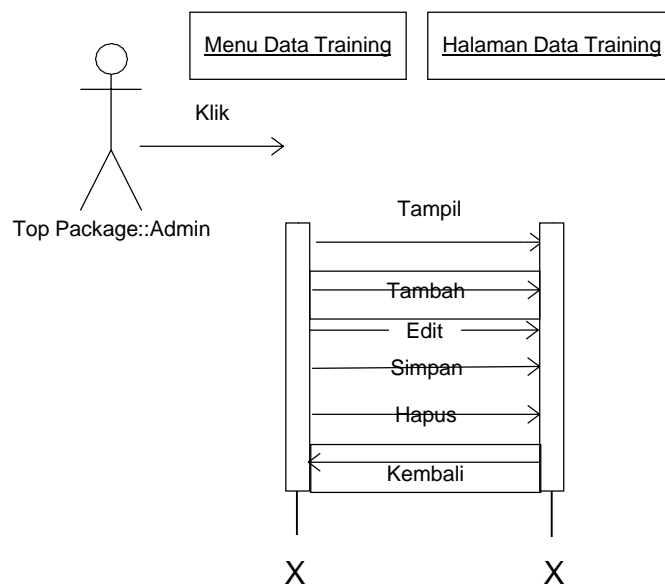 Menu Data Training
Halaman Data Training
Klik
Top Package::Admin
Tampil
Tambah
Edit
Simpan
Hapus
Kembali
X
X